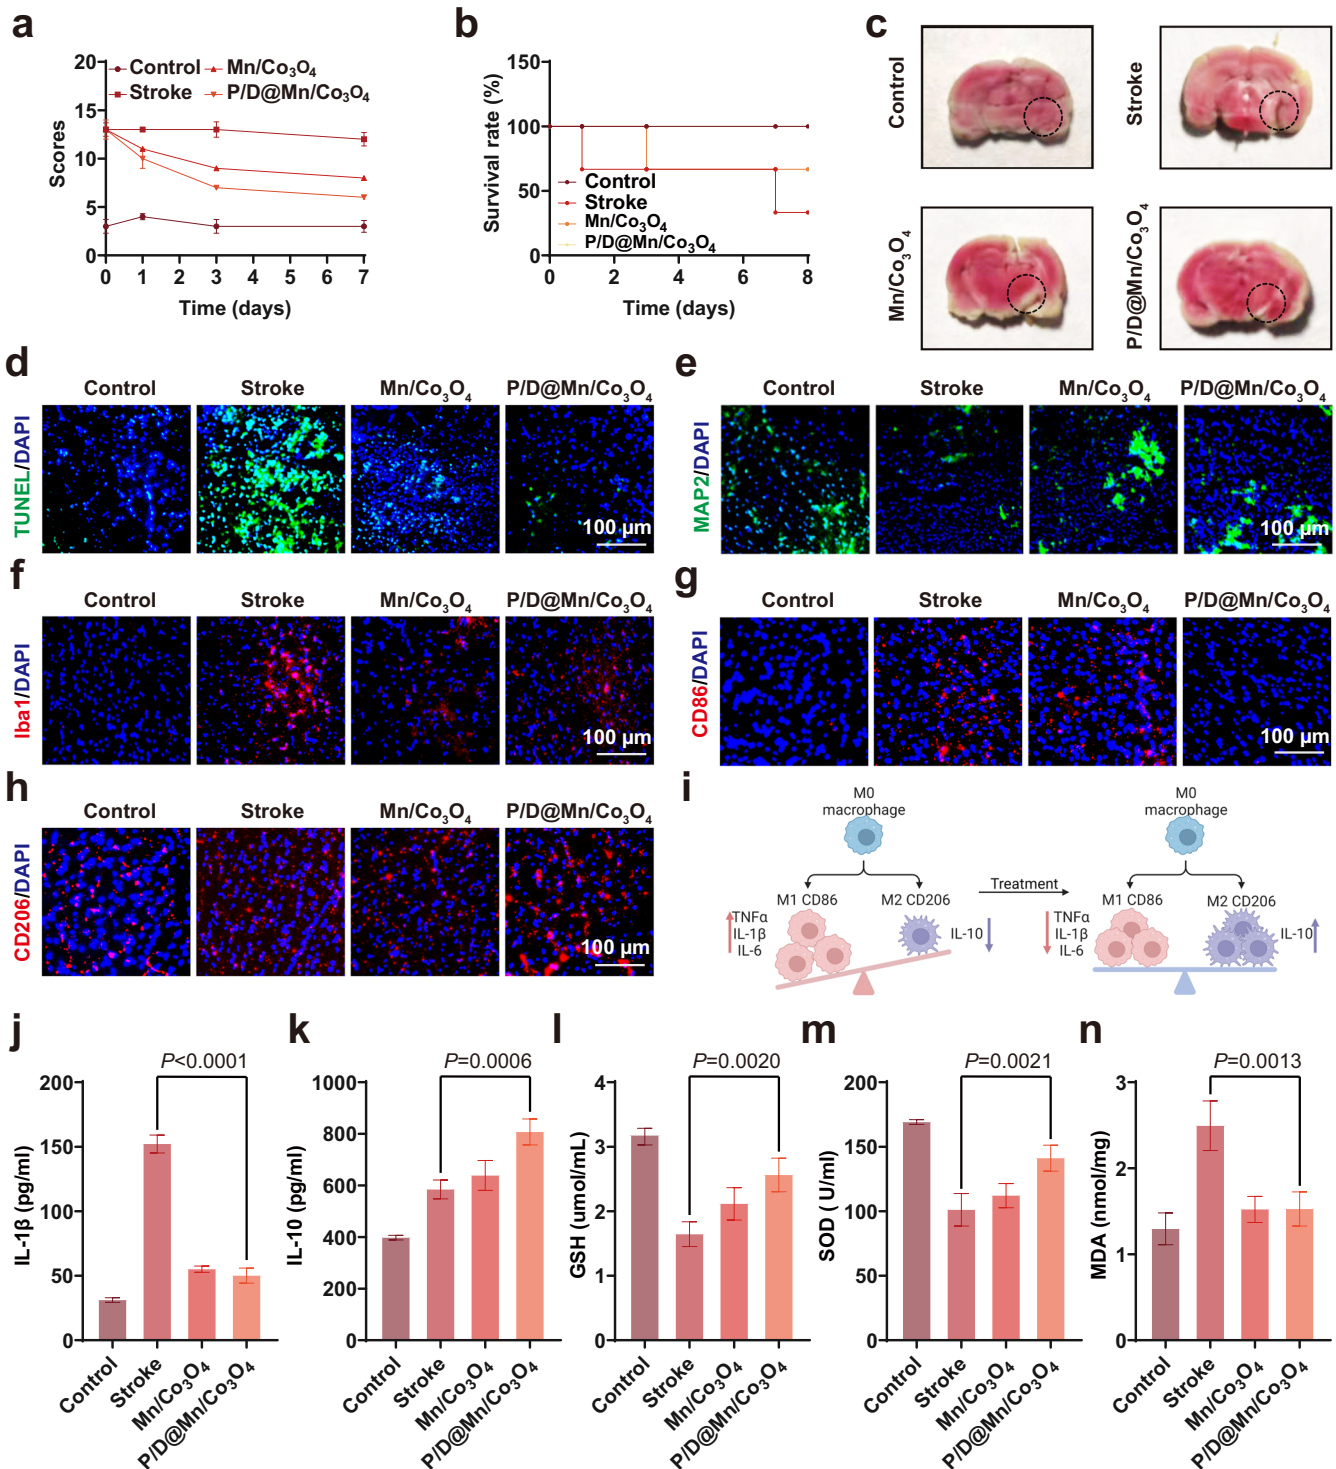 a
20
15
10
5
0
Scores
Control
Mn/Co₃O₄
Stroke
P/D@Mn/Co₃O₄
0 1 2 3 4 5 6 7
Time (days)
b
150
100
50
0
Survival rate (%)
Control
Stroke
Mn/Co₃O₄
P/D@Mn/Co₃O₄
0 2 4 6 8
Time (days)
c
Control
Stroke
Mn/Co₃O₄
P/D@Mn/Co₃O₄
d
Control Stroke Mn/Co₃O₄ P/D@Mn/Co₃O₄
TUNEL/DAPI
100 µm
e
Control Stroke Mn/Co₃O₄ P/D@Mn/Co₃O₄
MAP2/DAPI
100 µm
f
Control Stroke Mn/Co₃O₄ P/D@Mn/Co₃O₄
Iba1/DAPI
100 µm
g
Control Stroke Mn/Co₃O₄ P/D@Mn/Co₃O₄
CD86/DAPI
100 µm
h
Control Stroke Mn/Co₃O₄ P/D@Mn/Co₃O₄
CD206/DAPI
100 µm
i
M0
macrophage
M1 CD86
M2 CD206
TNFα
IL-1β
IL-6
IL-10
Treatment
M0
macrophage
M1 CD86
M2 CD206
TNFα
IL-1β
IL-6
IL-10
j
P<0.0001
200
150
100
50
0
IL-1β (pg/ml)
Control
Stroke
Mn/Co₃O₄
P/D@Mn/Co₃O₄
k
P=0.0006
1000
800
600
400
200
0
IL-10 (pg/ml)
Control
Stroke
Mn/Co₃O₄
P/D@Mn/Co₃O₄
l
P=0.0020
4
3
2
1
0
GSH (umol/mL)
Control
Stroke
Mn/Co₃O₄
P/D@Mn/Co₃O₄
m
P=0.0021
200
150
100
50
0
SOD ( U/ml)
Control
Stroke
Mn/Co₃O₄
P/D@Mn/Co₃O₄
n
P=0.0013
3
2
1
0
MDA (nmol/mg)
Control
Stroke
Mn/Co₃O₄
P/D@Mn/Co₃O₄